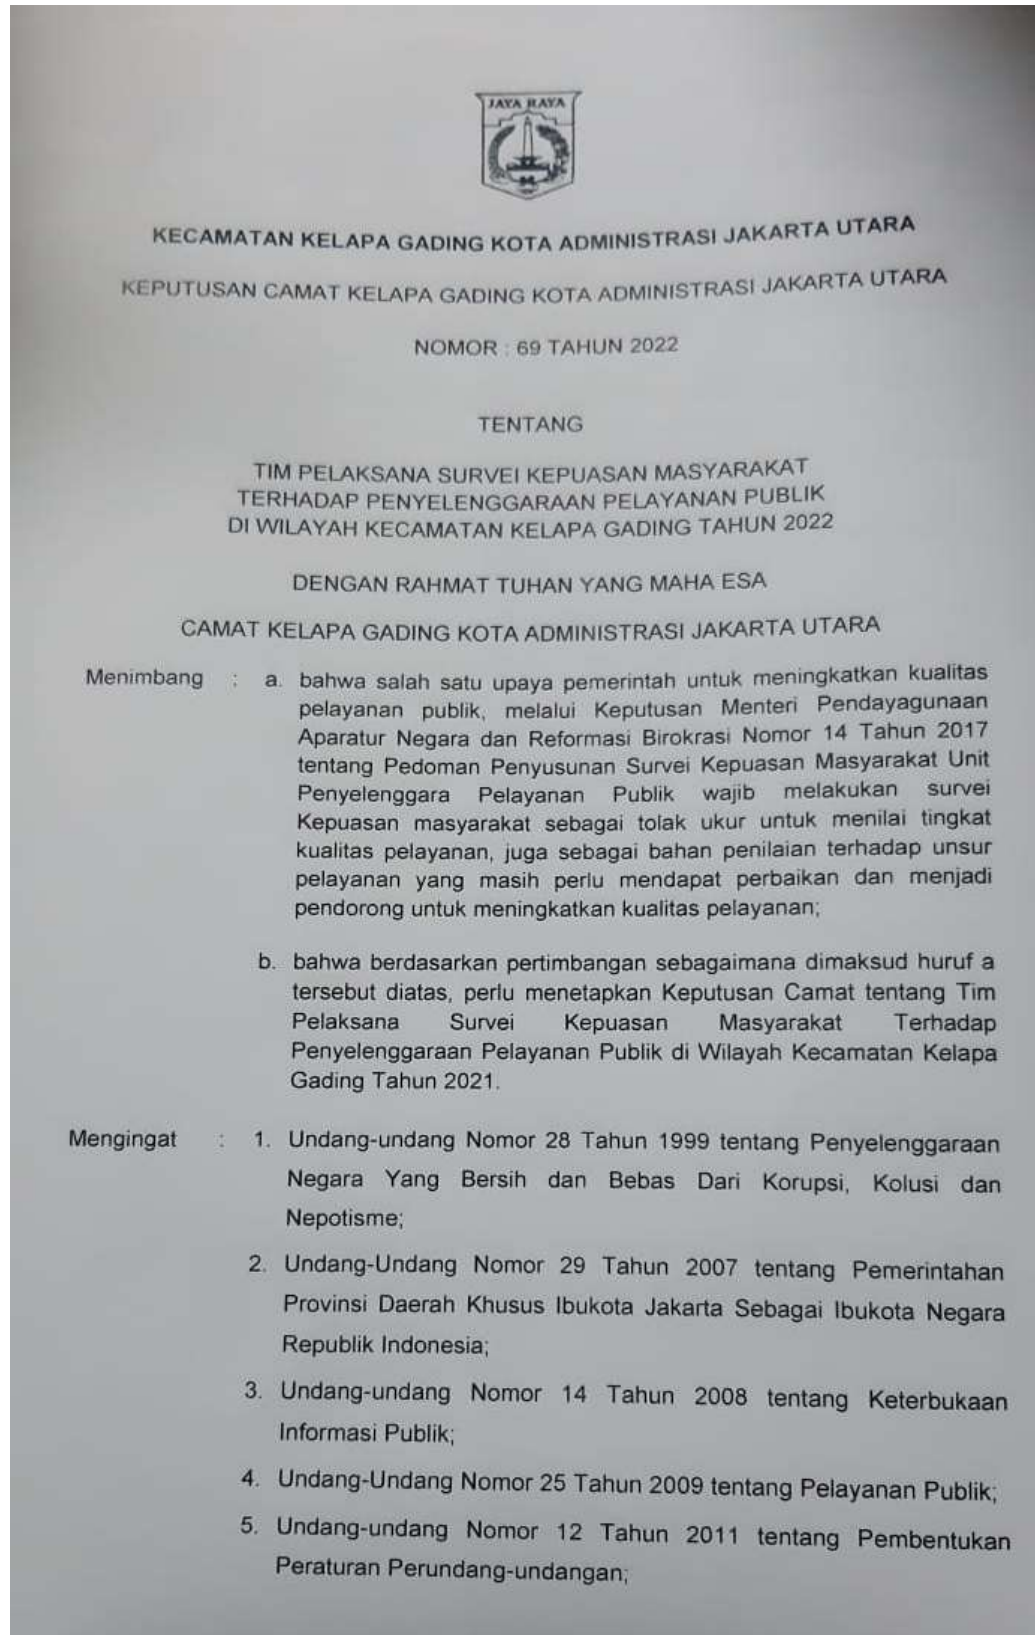 JAYA RAYA
KECAMATAN KELAPA GADING KOTA ADMINISTRASI JAKARTA UTARA
KEPUTUSAN CAMAT KELAPA GADING KOTA ADMINISTRASI JAKARTA UTARA
NOMOR : 69 TAHUN 2022
TENTANG
TIM PELAKSANA SURVEI KEPUASAN MASYARAKAT
TERHADAP PENYELENGGARAAN PELAYANAN PUBLIK
DI WILAYAH KECAMATAN KELAPA GADING TAHUN 2022
DENGAN RAHMAT TUHAN YANG MAHA ESA
CAMAT KELAPA GADING KOTA ADMINISTRASI JAKARTA UTARA
Menimbang : a. bahwa salah satu upaya pemerintah untuk meningkatkan kualitas
pelayanan publik, melalui Keputusan Menteri Pendayagunaan
Aparatur Negara dan Reformasi Birokrasi Nomor 14 Tahun 2017
tentang Pedoman Penyusunan Survei Kepuasan Masyarakat Unit
Penyelenggara Pelayanan Publik wajib melakukan survei
Kepuasan masyarakat sebagai tolak ukur untuk menilai tingkat
kualitas pelayanan, juga sebagai bahan penilaian terhadap unsur
pelayanan yang masih perlu mendapat perbaikan dan menjadi
pendorong untuk meningkatkan kualitas pelayanan;
b. bahwa berdasarkan pertimbangan sebagaimana dimaksud huruf a
tersebut diatas, perlu menetapkan Keputusan Camat tentang Tim
Pelaksana Survei Kepuasan Masyarakat Terhadap
Penyelenggaraan Pelayanan Publik di Wilayah Kecamatan Kelapa
Gading Tahun 2021.
Mengingat : 1. Undang-undang Nomor 28 Tahun 1999 tentang Penyelenggaraan
Negara Yang Bersih dan Bebas Dari Korupsi, Kolusi dan
Nepotisme;
2. Undang-Undang Nomor 29 Tahun 2007 tentang Pemerintahan
Provinsi Daerah Khusus Ibukota Jakarta Sebagai Ibukota Negara
Republik Indonesia;
3. Undang-undang Nomor 14 Tahun 2008 tentang Keterbukaan
Informasi Publik;
4. Undang-Undang Nomor 25 Tahun 2009 tentang Pelayanan Publik;
5. Undang-undang Nomor 12 Tahun 2011 tentang Pembentukan
Peraturan Perundang-undangan;